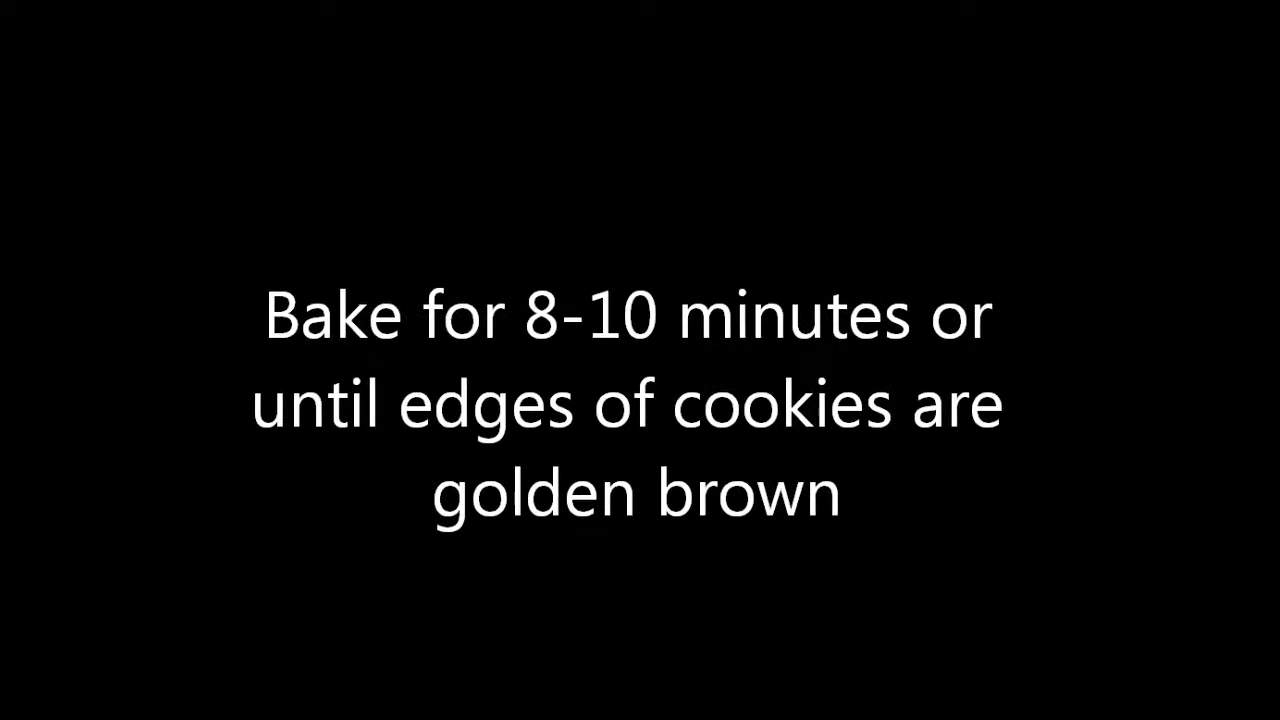 Bake for 8-10 minutes or
until edges of cookies are
golden brown